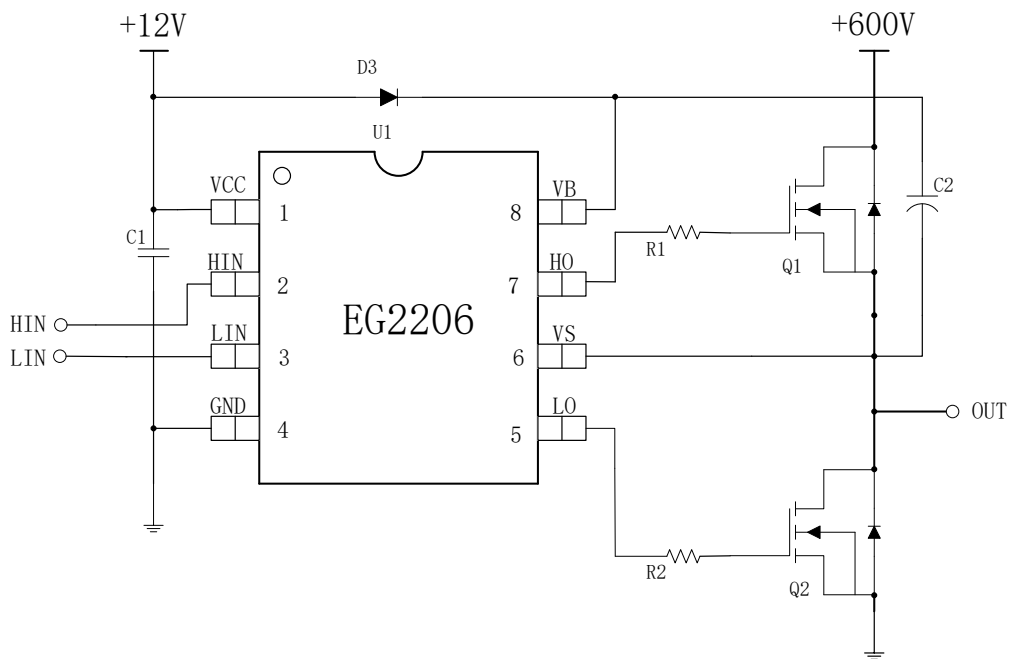 +12V
+600V
D3
U1
C2
VCC
VB
1
8
C1
R1
Q1
HIN
HO
2
7
EG2206
HIN
LIN
VS
3
6
LIN
GND
LO
OUT
4
5
R2
Q2